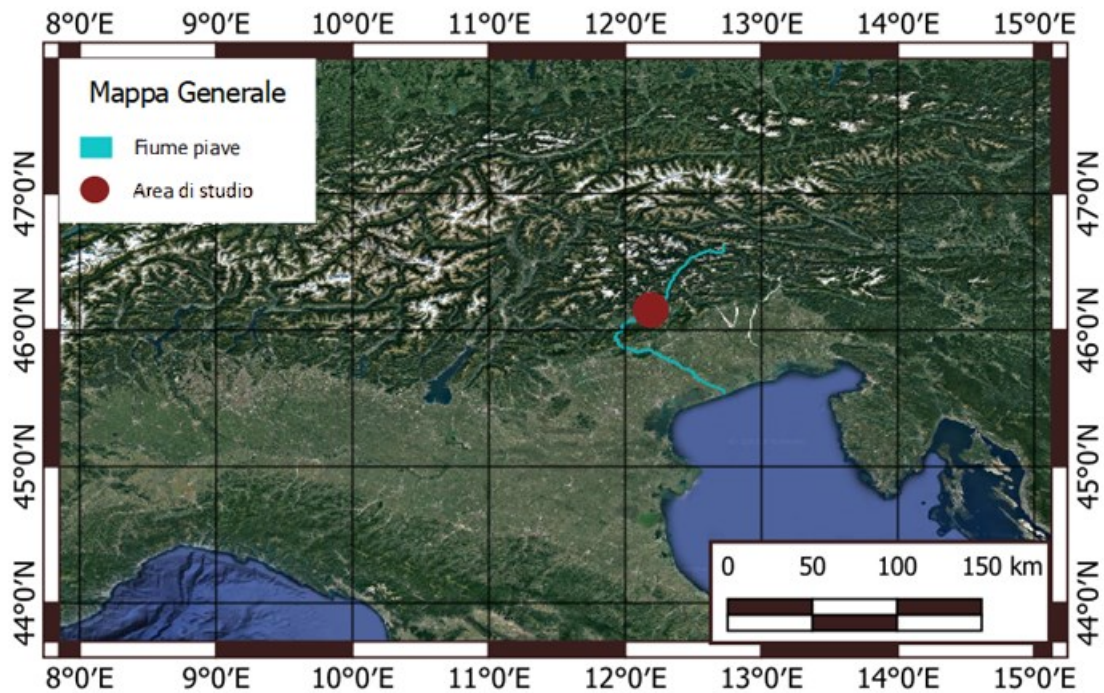 8°0'E 9°0'E 10°0'E 11°0'E 12°0'E 13°0'E 14°0'E 15°0'E
Mappa Generale
Fiume piave
Area di studio
47°0'N 47°0'N
46°0'N 46°0'N
45°0'N 45°0'N
44°0'N 44°0'N
0 50 100 150 km
8°0'E 9°0'E 10°0'E 11°0'E 12°0'E 13°0'E 14°0'E 15°0'E